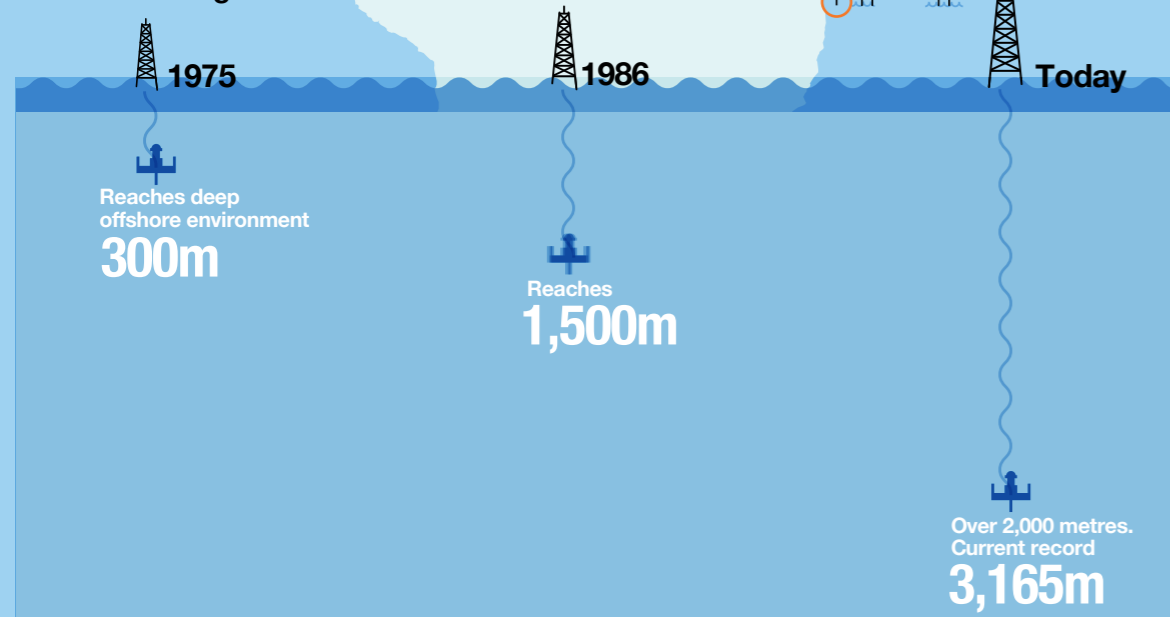 1975
Reaches deep
offshore environment
300m
1986
Reaches
1,500m
Today
Over 2,000 metres.
Current record
3,165m